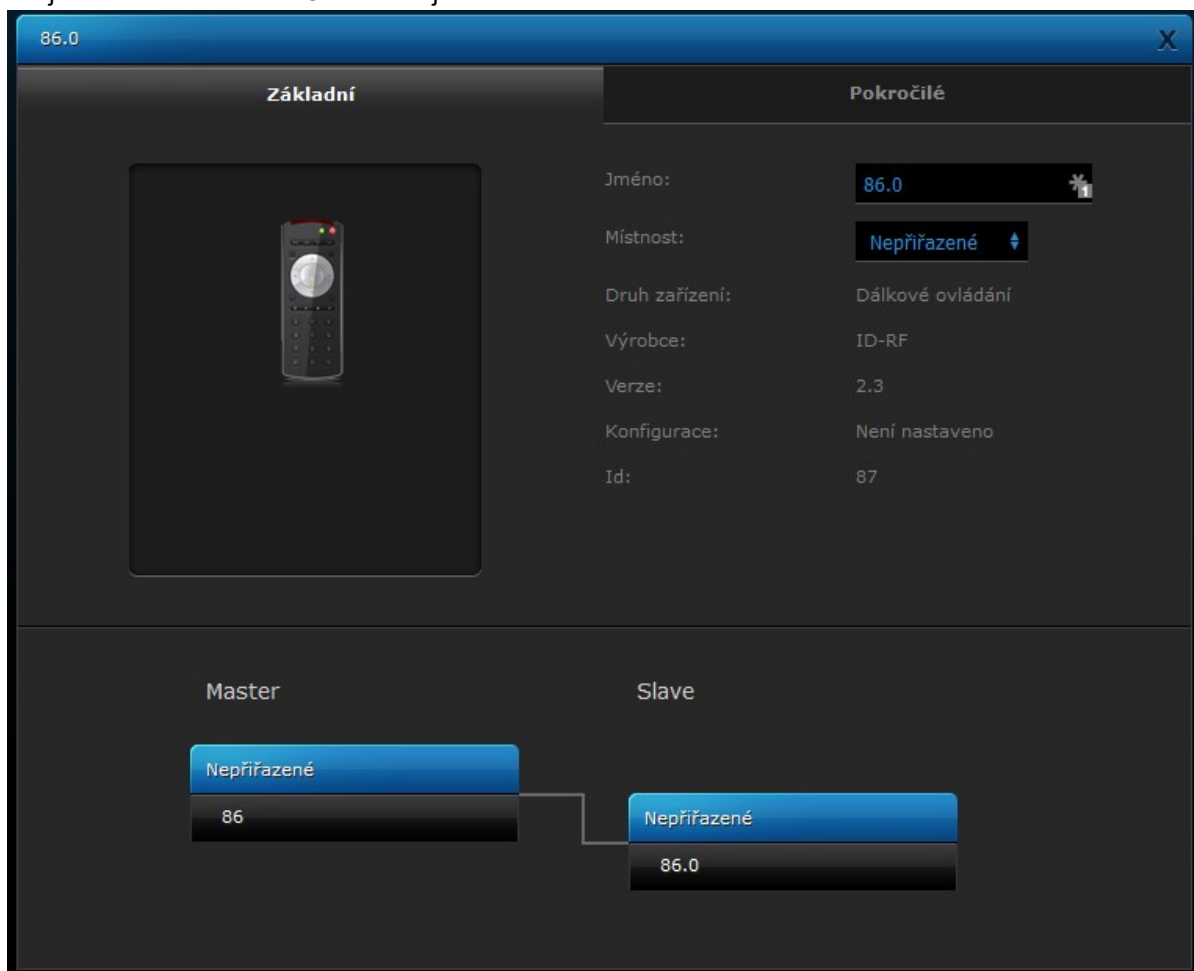 86.0 X
Základní Pokročilé
Jméno: 86.0 1
Místnost: Nepřiřazené
Druh zařízení: Dálkové ovládání
Výrobce: ID-RF
Verze: 2.3
Konfigurace: Není nastaveno
Id: 87
Master Slave
Nepřiřazené
86
Nepřiřazené
86.0